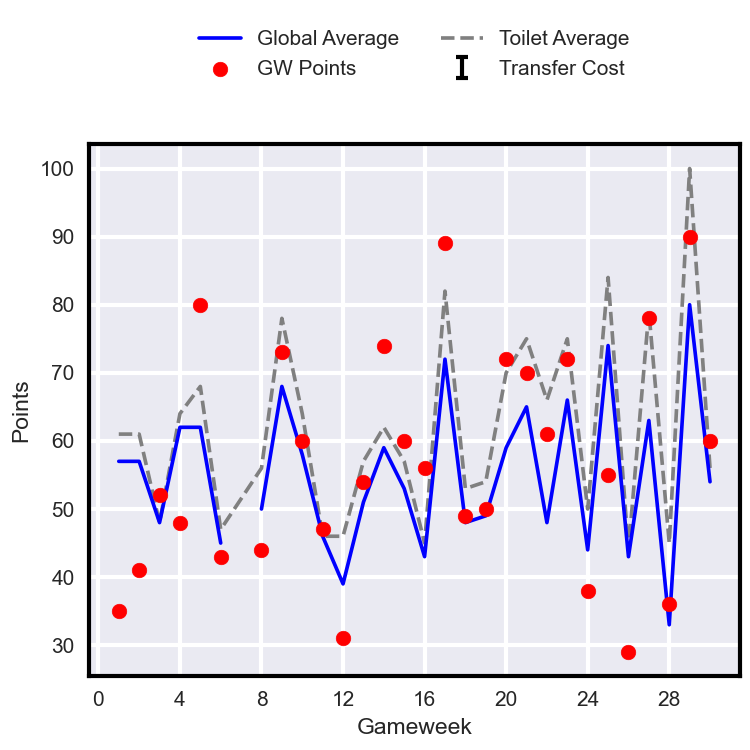 Global Average
Toilet Average
GW Points
Transfer Cost
100
90
80
70
60
50
40
30
Points
0 4 8 12 16 20 24 28
Gameweek